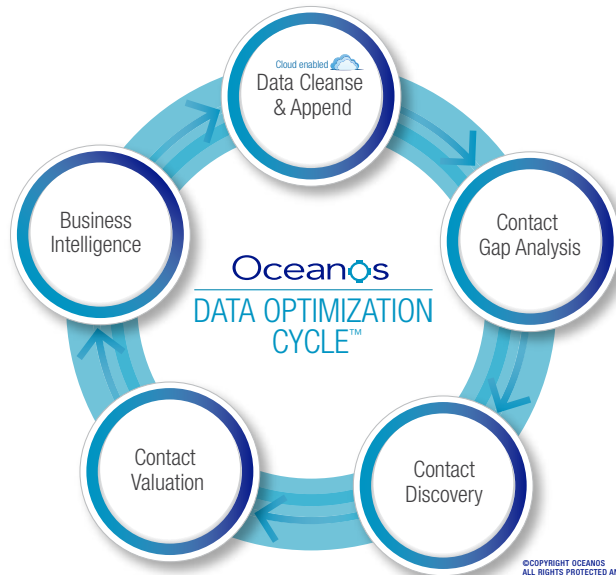 Cloud enabled
Data Cleanse
& Append
Contact
Gap Analysis
Contact
Discovery
Contact
Valuation
Business
Intelligence
Oceanos
DATA OPTIMIZATION
CYCLE™
©COPYRIGHT OCEANOS
ALL RIGHTS PROTECTED AN